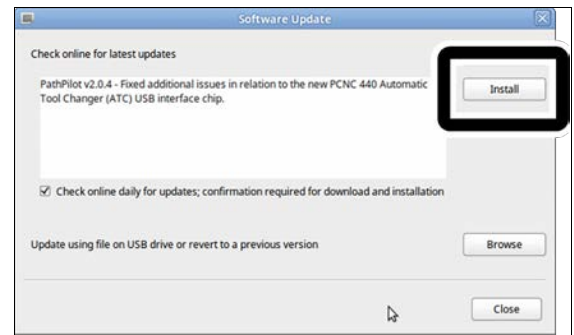 Software Update
Check online for latest updates
PathPilot v2.0.4 - Fixed additional issues in relation to the new PCNC 440 Automatic
Tool Changer (ATC) USB interface chip.
Install
Check online daily for updates; confirmation required for download and installation
Update using file on USB drive or revert to a previous version
Browse
Close